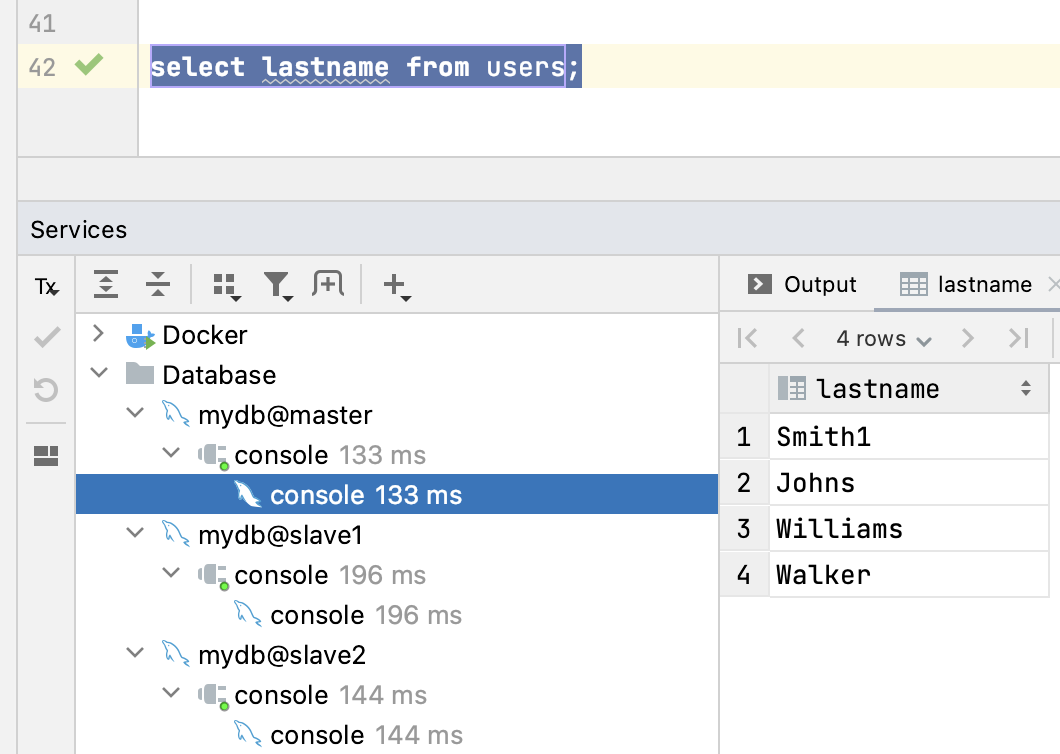 41
42 select lastname from users;
Services
Tx
Output lastname
Docker
4 rows
Database
lastname
mydb@master
1 Smith1
console 133 ms
2 Johns
console 133 ms
3 Williams
mydb@slave1
4 Walker
console 196 ms
console 196 ms
mydb@slave2
console 144 ms
console 144 ms